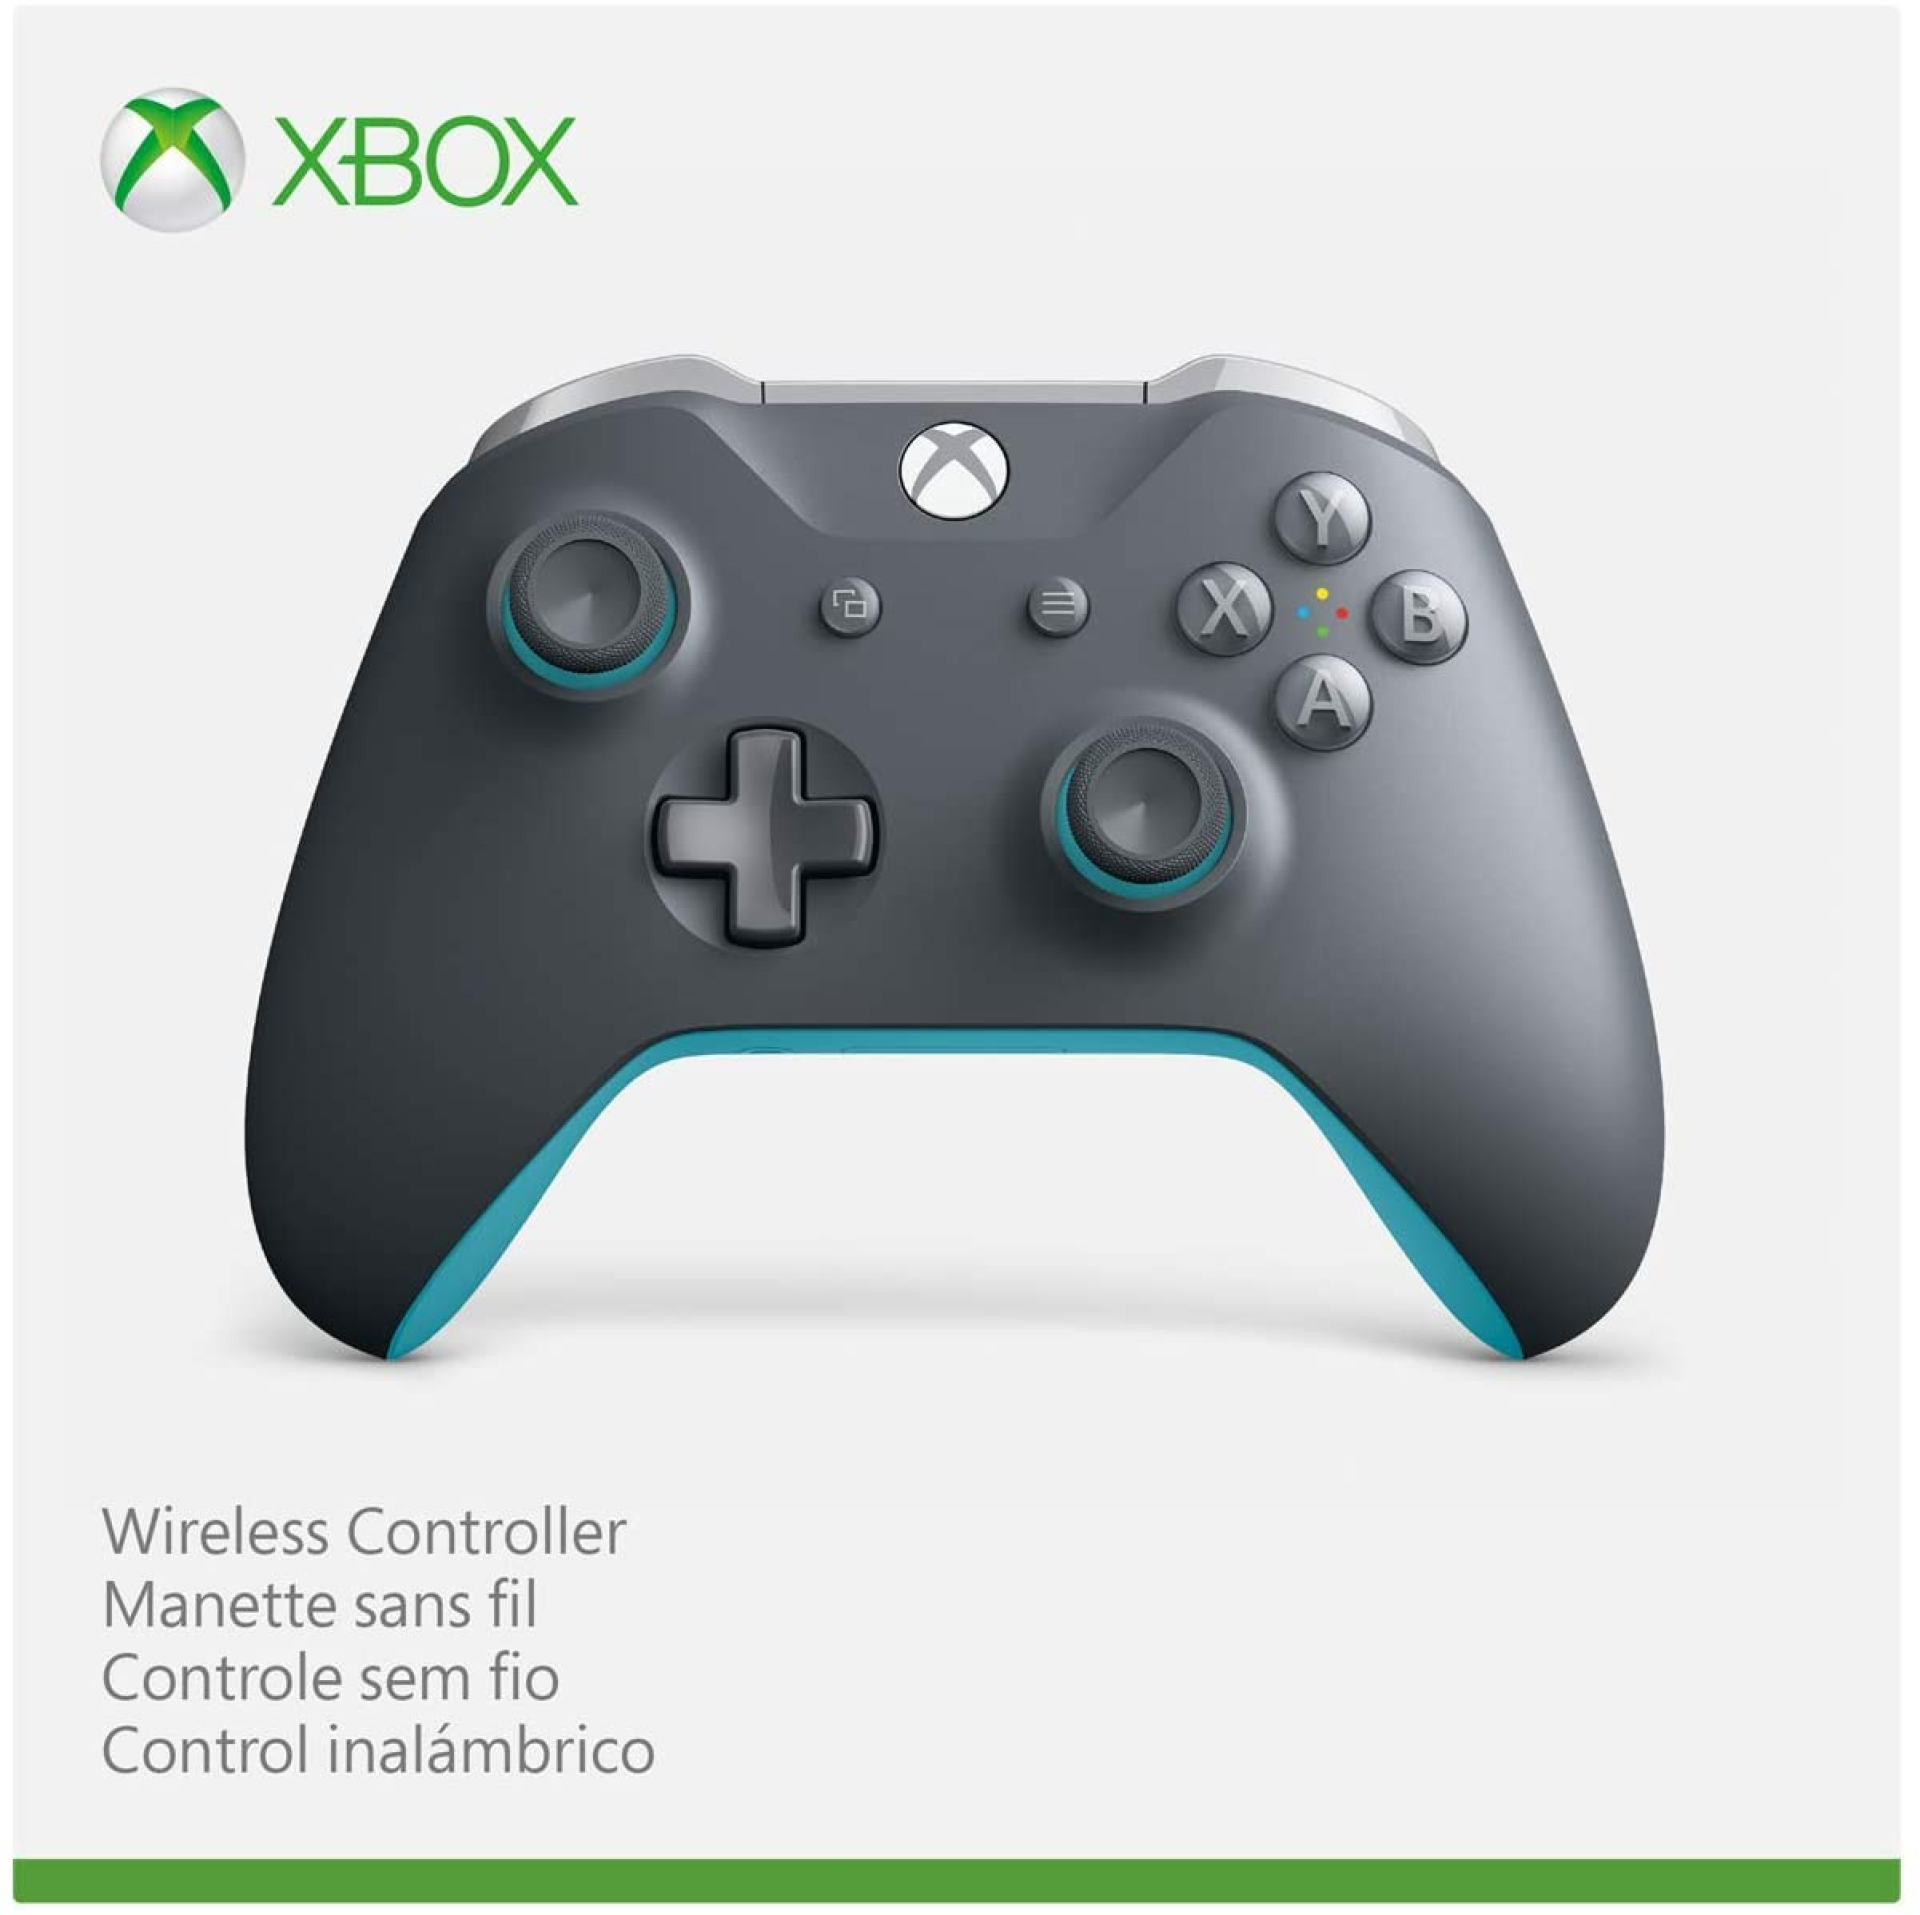 XBOX
Y
X
B
A
Wireless Controller
Manette sans fil
Controle sem fio
Control inalámbrico